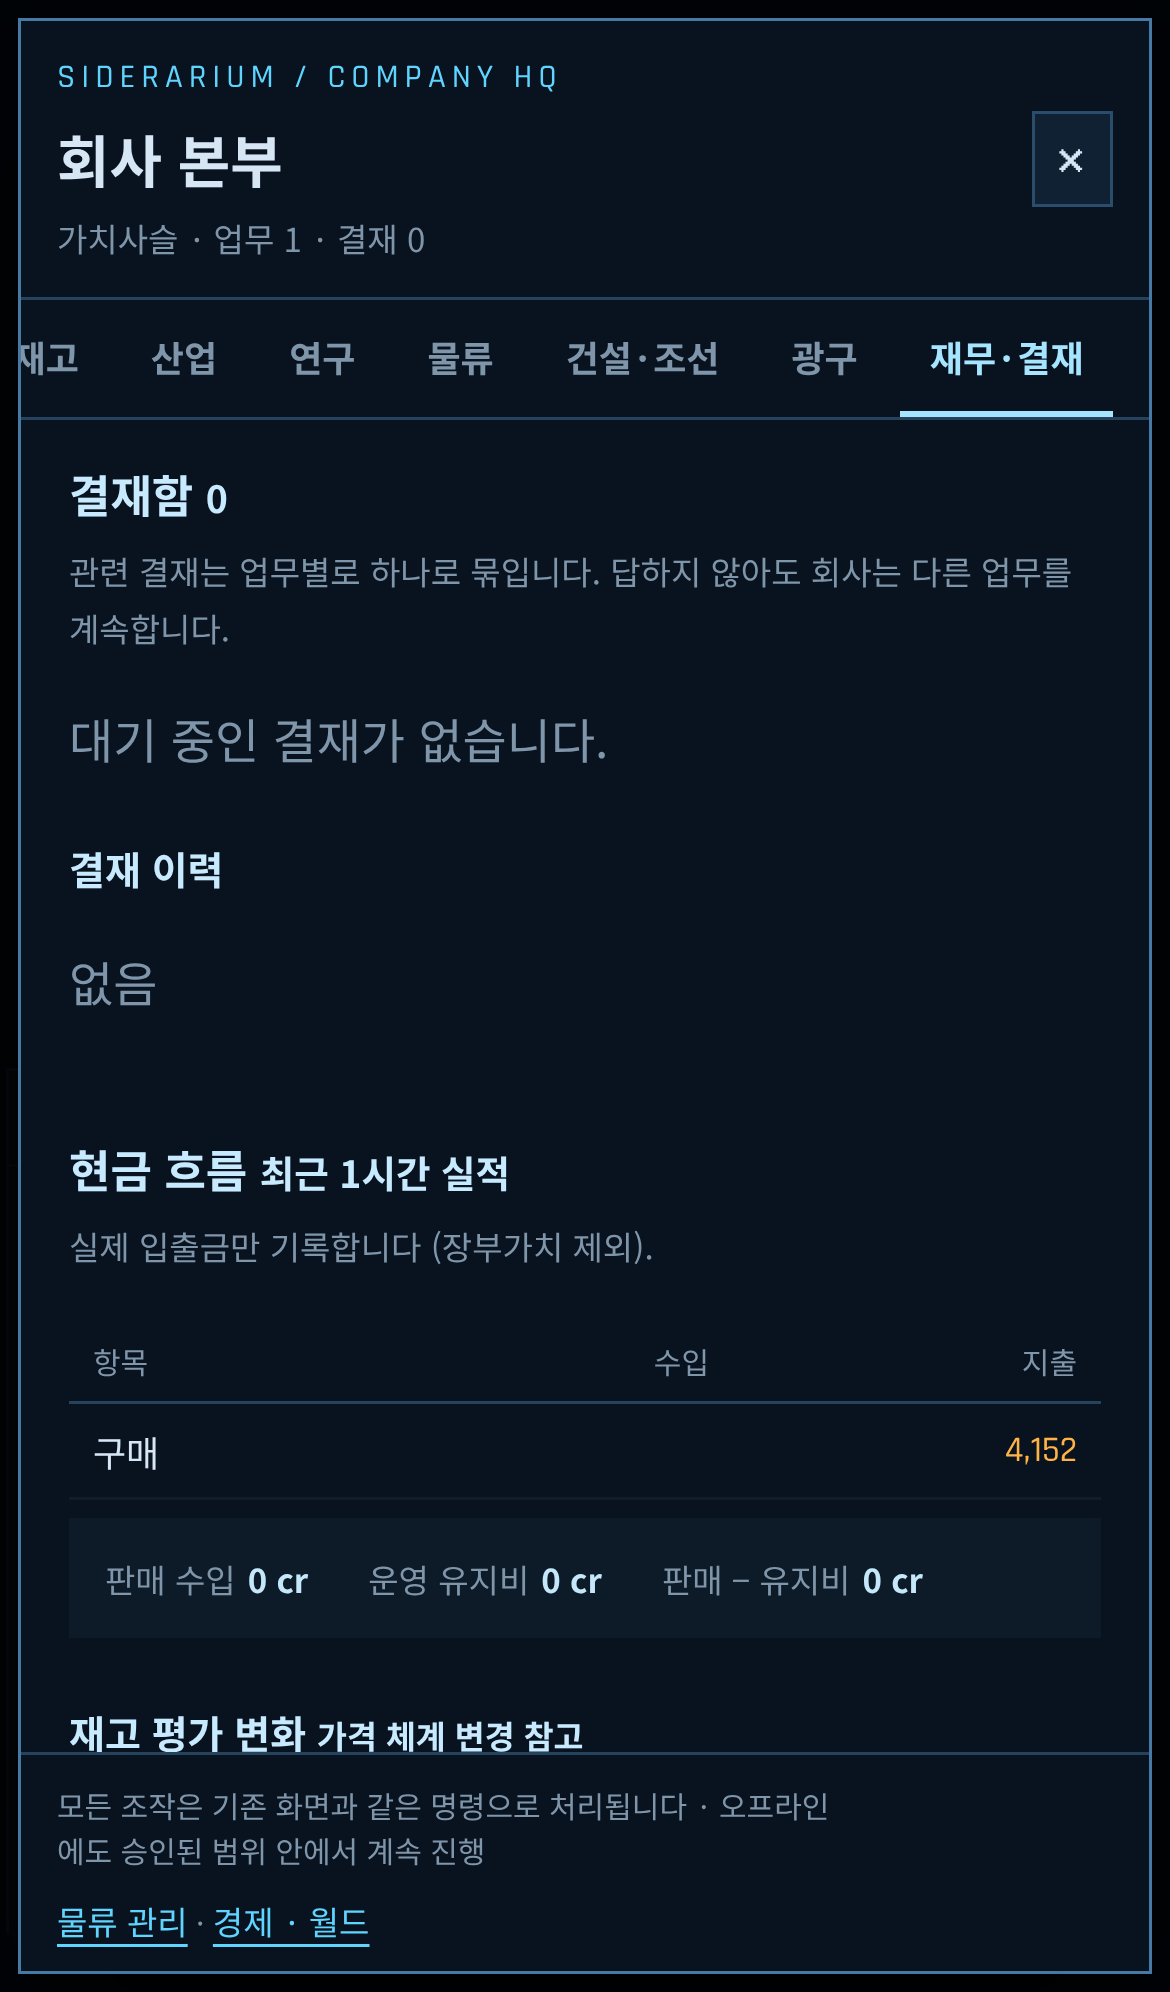 SIDERARIUM / COMPANY HQ
회사 본부
×
가치사슬 · 업무 1 · 결재 0
재고 산업 연구 물류 건설·조선 광구 재무·결재
결재함 0
관련 결재는 업무별로 하나로 묶입니다. 답하지 않아도 회사는 다른 업무를
계속합니다.
대기 중인 결재가 없습니다.
결재 이력
없음
현금 흐름 최근 1시간 실적
실제 입출금만 기록합니다 (장부가치 제외).
항목 수입 지출
구매 4,152
판매 수입 0 cr 운영 유지비 0 cr 판매 − 유지비 0 cr
재고 평가 변화 가격 체계 변경 참고
모든 조작은 기존 화면과 같은 명령으로 처리됩니다 · 오프라인
에도 승인된 범위 안에서 계속 진행
물류 관리 · 경제 · 월드